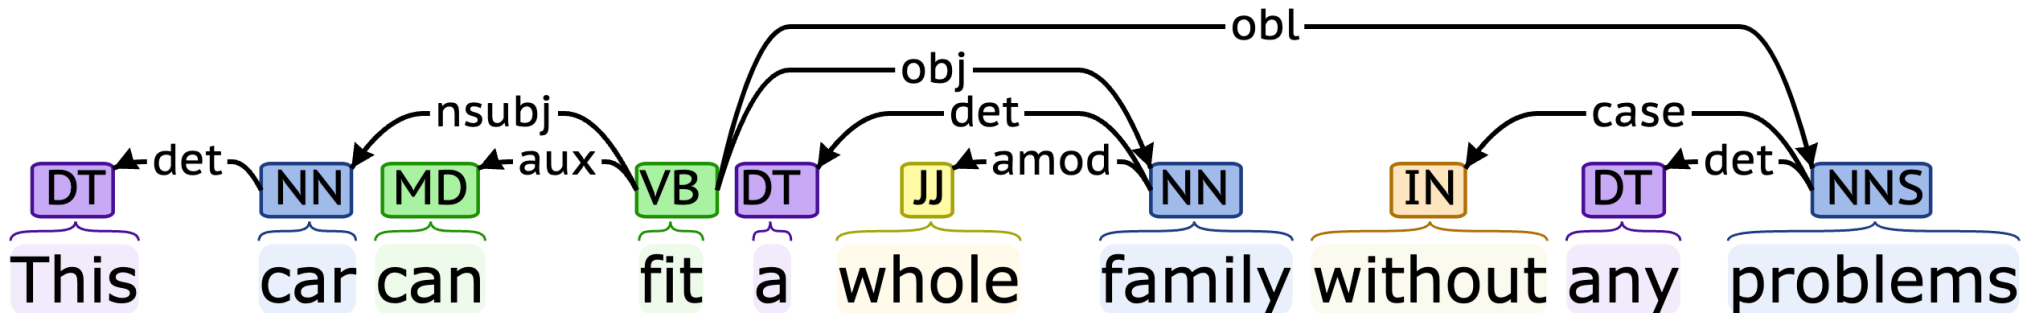 obl
obj
nsubj det case
det aux amod det
DT NN MD VB DT JJ NN IN DT NNS
This car can fit a whole family without any problems